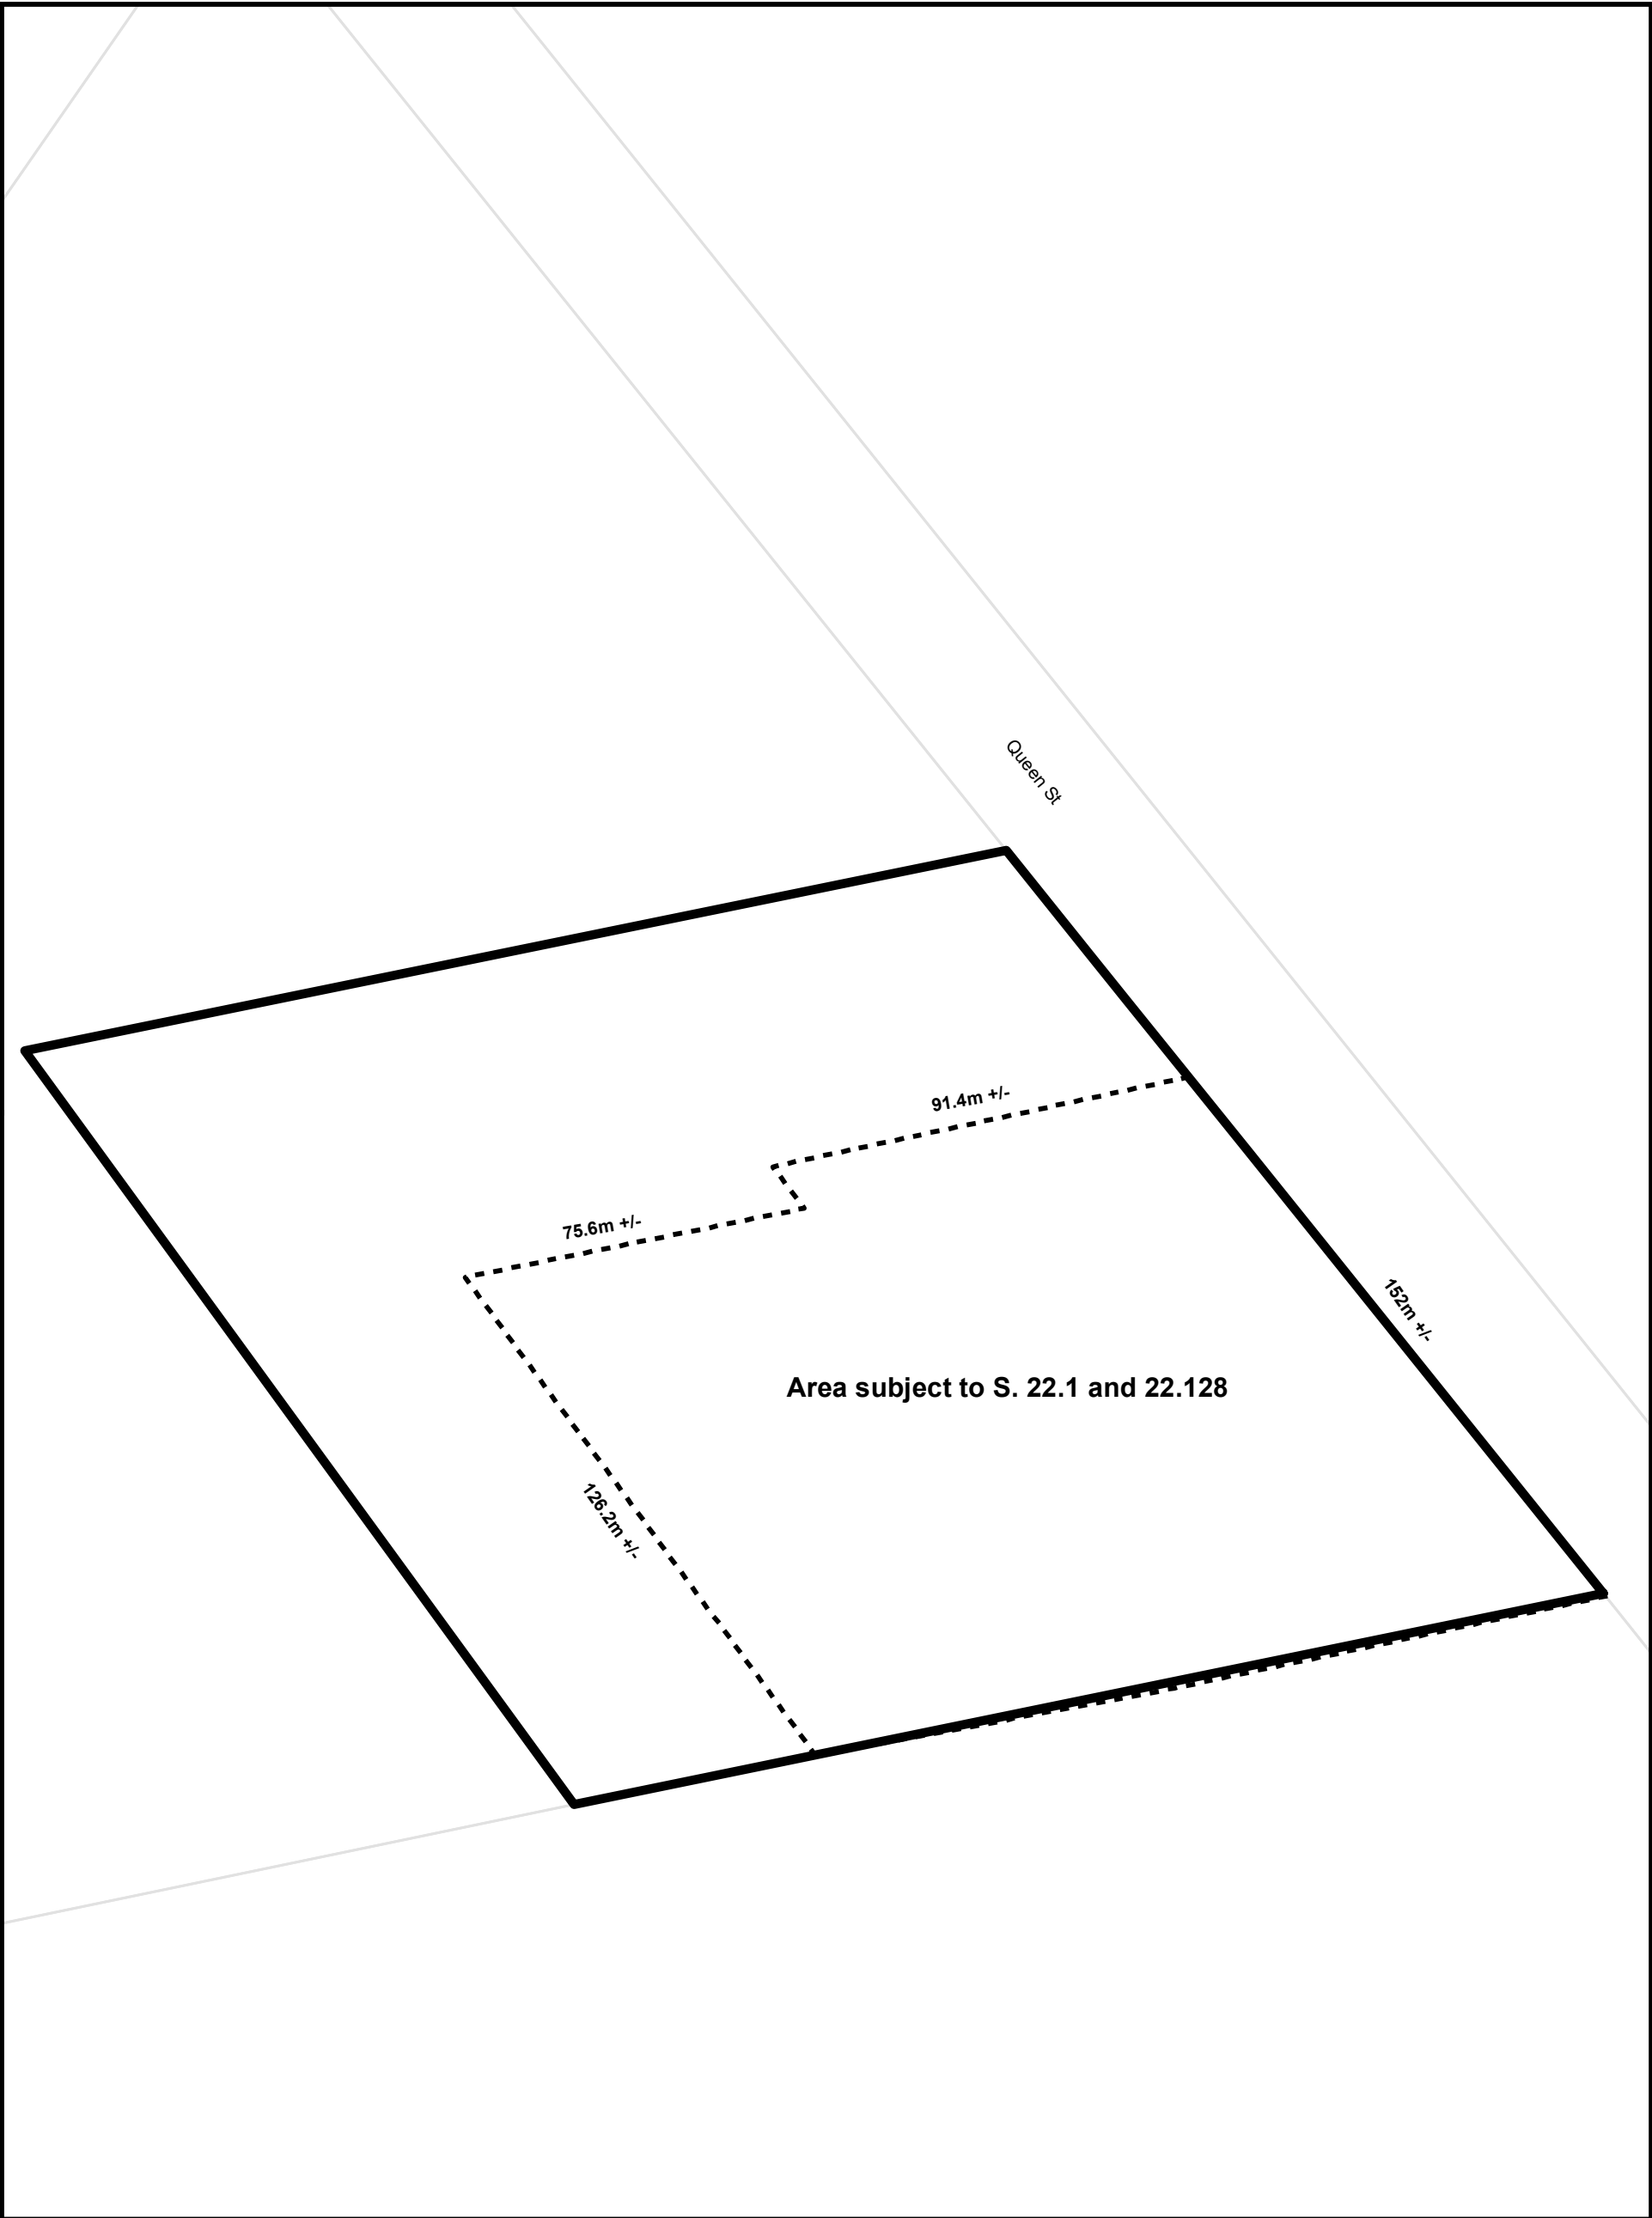 Queen St
91.4m +/-
75.6m +/-
152m +/-
Area subject to S. 22.1 and 22.128
126.2m +/-